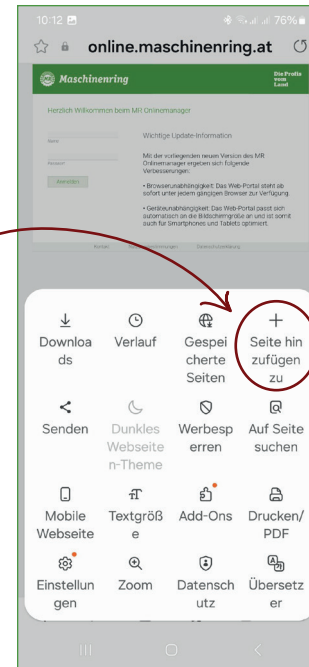 10:12
76%
online.maschinenring.at
Maschinenring
Die Profis
vom
Land
Herzlich Willkommen beim MR Onlinemanager
Name
Passwort
Anmelden
Wichtige Update-Information
Mit der vorliegenden neuen Version des MR
Onlinemanager ergeben sich folgende
Verbesserungen:
• Browserunabhängigkeit: Das Web-Portal steht ab
sofort unter jedem gängigen Browser zur Verfügung.
• Geräteunabhängigkeit: Das Web-Portal passt sich
automatisch an die Bildschirmgröße an und ist somit
auch für Smartphones und Tablets optimiert.
Kontakt
Datenschutzerklärung
Downloa
ds
Verlauf
Gespei
cherte
Seiten
Seite hin
zufügen
zu
Senden
Dunkles
Webseite
n-Theme
Werbesp
erren
Auf Seite
suchen
Mobile
Webseite
Textgröß
e
Add-Ons
Drucken/
PDF
Einstellun
gen
Zoom
Datensch
utz
Übersetz
er